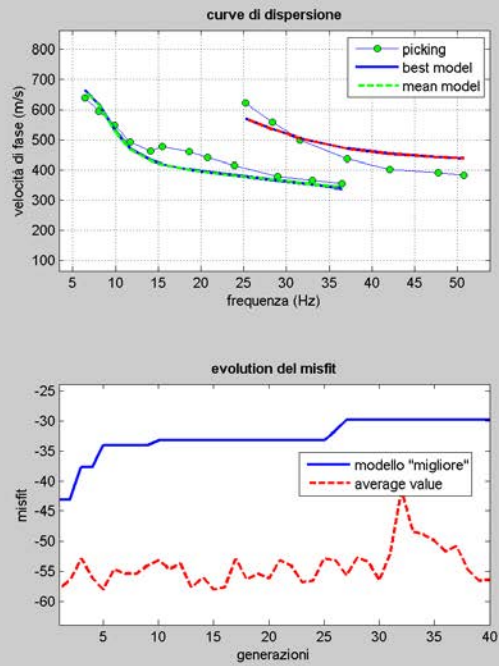 curve di dispersione
800
700
600
500
400
300
200
100
velocità di fase (m/s)
picking
best model
mean model
5 10 15 20 25 30 35 40 45 50
frequenza (Hz)
evolution del misfit
-25
-30
-35
-40
-45
-50
-55
-60
misfit
modello "migliore"
average value
5 10 15 20 25 30 35 40
generazioni